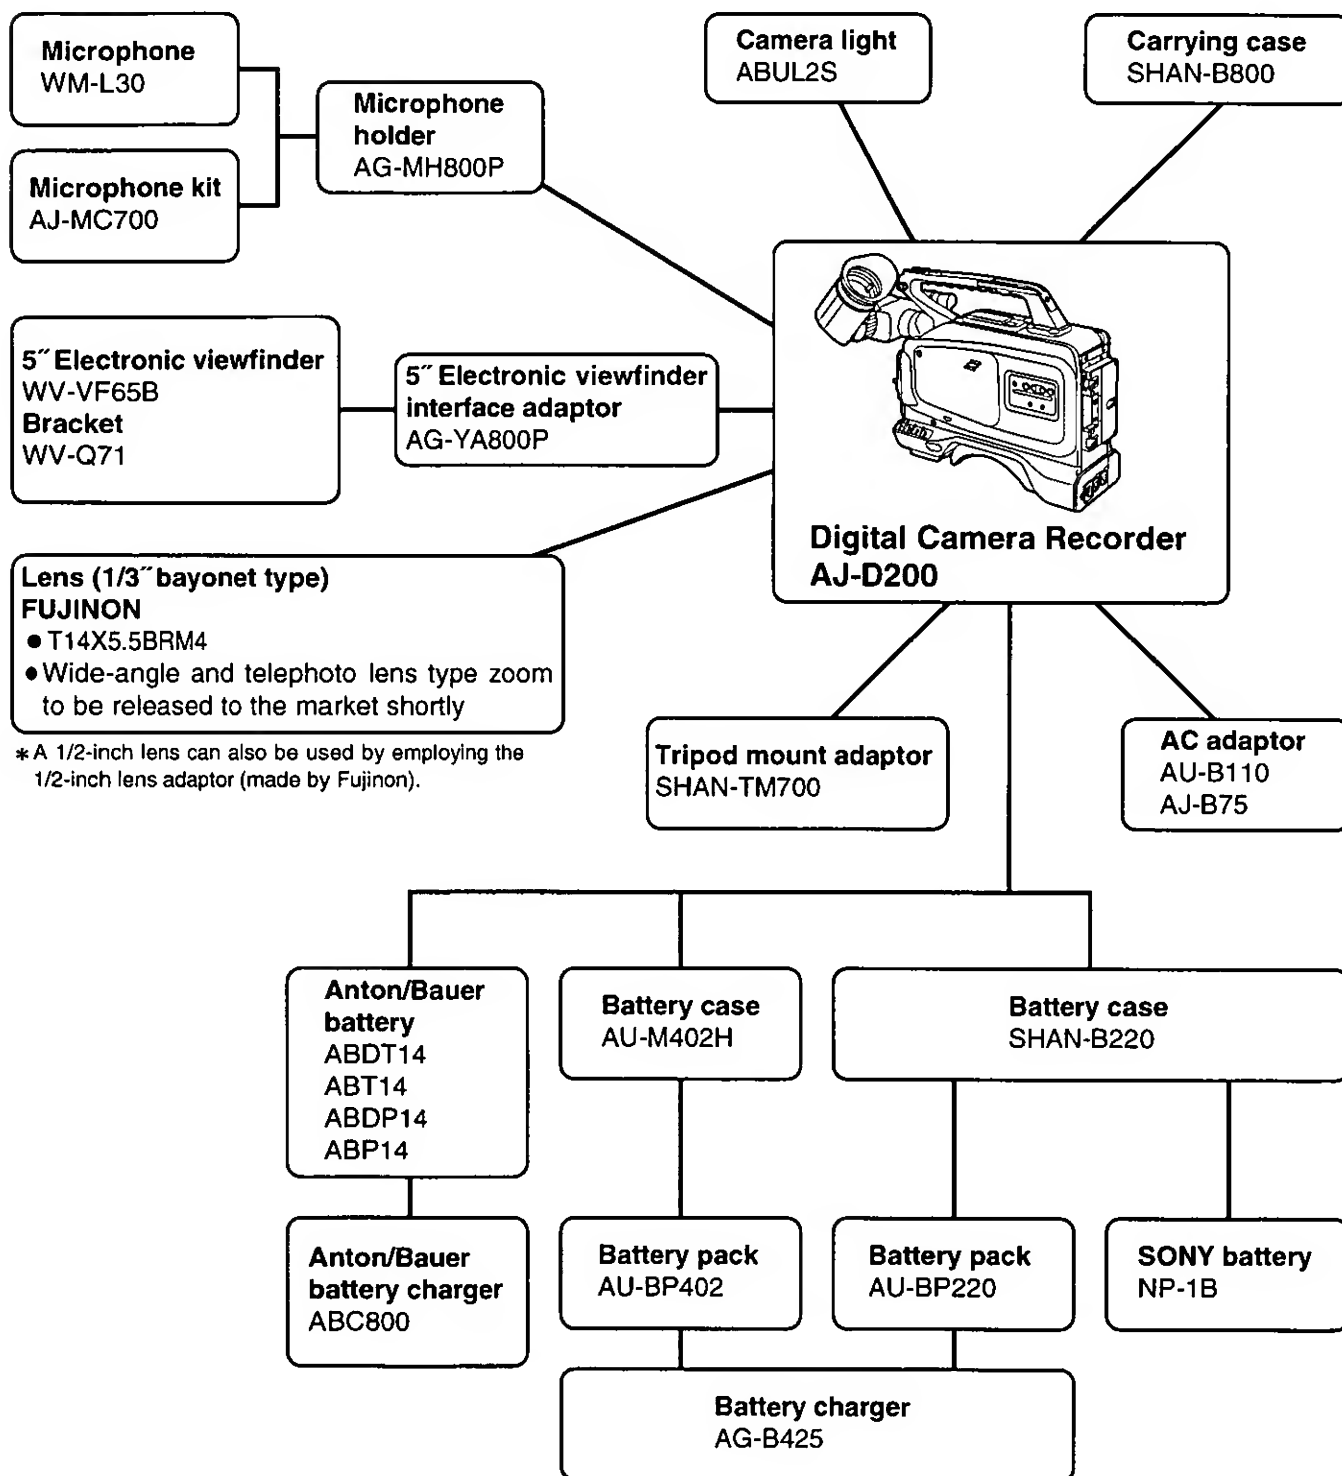 Microphone
WM-L30
Microphone kit
AJ-MC700
Microphone
holder
AG-MH800P
Camera light
ABUL2S
Carrying case
SHAN-B800
5″ Electronic viewfinder
WV-VF65B
Bracket
WV-Q71
5″ Electronic viewfinder
interface adaptor
AG-YA800P
Digital Camera Recorder
AJ-D200
Lens (1/3″ bayonet type)
FUJINON
● T14X5.5BRM4
● Wide-angle and telephoto lens type zoom
to be released to the market shortly
* A 1/2-inch lens can also be used by employing the
1/2-inch lens adaptor (made by Fujinon).
Tripod mount adaptor
SHAN-TM700
AC adaptor
AU-B110
AJ-B75
Anton/Bauer
battery
ABDT14
ABT14
ABDP14
ABP14
Battery case
AU-M402H
Battery case
SHAN-B220
Anton/Bauer
battery charger
ABC800
Battery pack
AU-BP402
Battery pack
AU-BP220
SONY battery
NP-1B
Battery charger
AG-B425